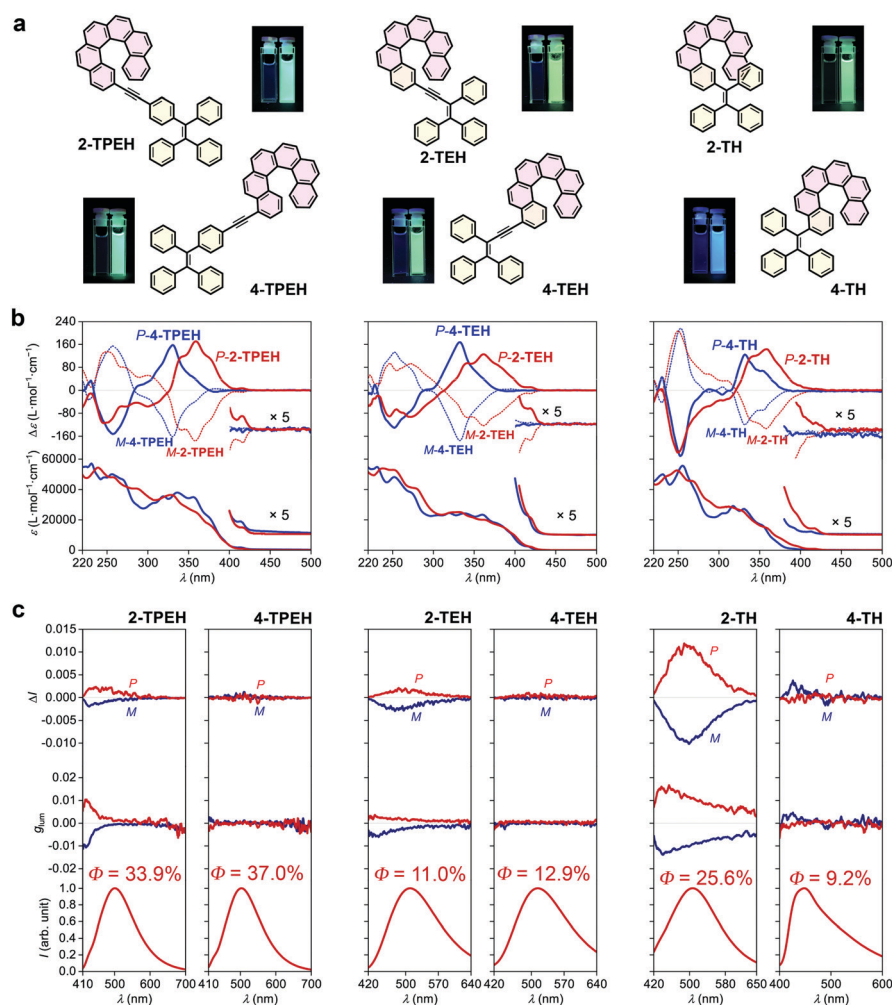 a
2-TPEH
2-TEH
2-TH
4-TPEH
4-TEH
4-TH
b
240
160
80
0
-80
-160
Δε (L·mol⁻¹·cm⁻¹)
P-4-TPEH
P-2-TPEH
M-4-TPEH
M-2-TPEH
× 5
P-4-TEH
P-2-TEH
M-4-TEH
M-2-TEH
× 5
P-4-TH
P-2-TH
M-4-TH
M-2-TH
× 5
60000
40000
20000
0
ε (L·mol⁻¹·cm⁻¹)
× 5
× 5
× 5
220 250 300 350 400 450 500
220 250 300 350 400 450 500
220 250 300 350 400 450 500
λ (nm)
λ (nm)
λ (nm)
c
2-TPEH
4-TPEH
2-TEH
4-TEH
2-TH
4-TH
0.015
0.010
0.005
0.000
-0.005
-0.010
ΔI
P
M
P
M
P
M
P
M
P
M
P
M
0.02
0.01
0.00
-0.01
-0.02
glum
Φ = 33.9%
Φ = 37.0%
Φ = 11.0%
Φ = 12.9%
Φ = 25.6%
Φ = 9.2%
1.0
0.8
0.6
0.4
0.2
0.0
I (arb. unit)
410 500 600 700
410 500 600 700
420 500 600 640
420 500 600 640
420 500 600 650
400 500 600
λ (nm)
λ (nm)
λ (nm)
λ (nm)
λ (nm)
λ (nm)